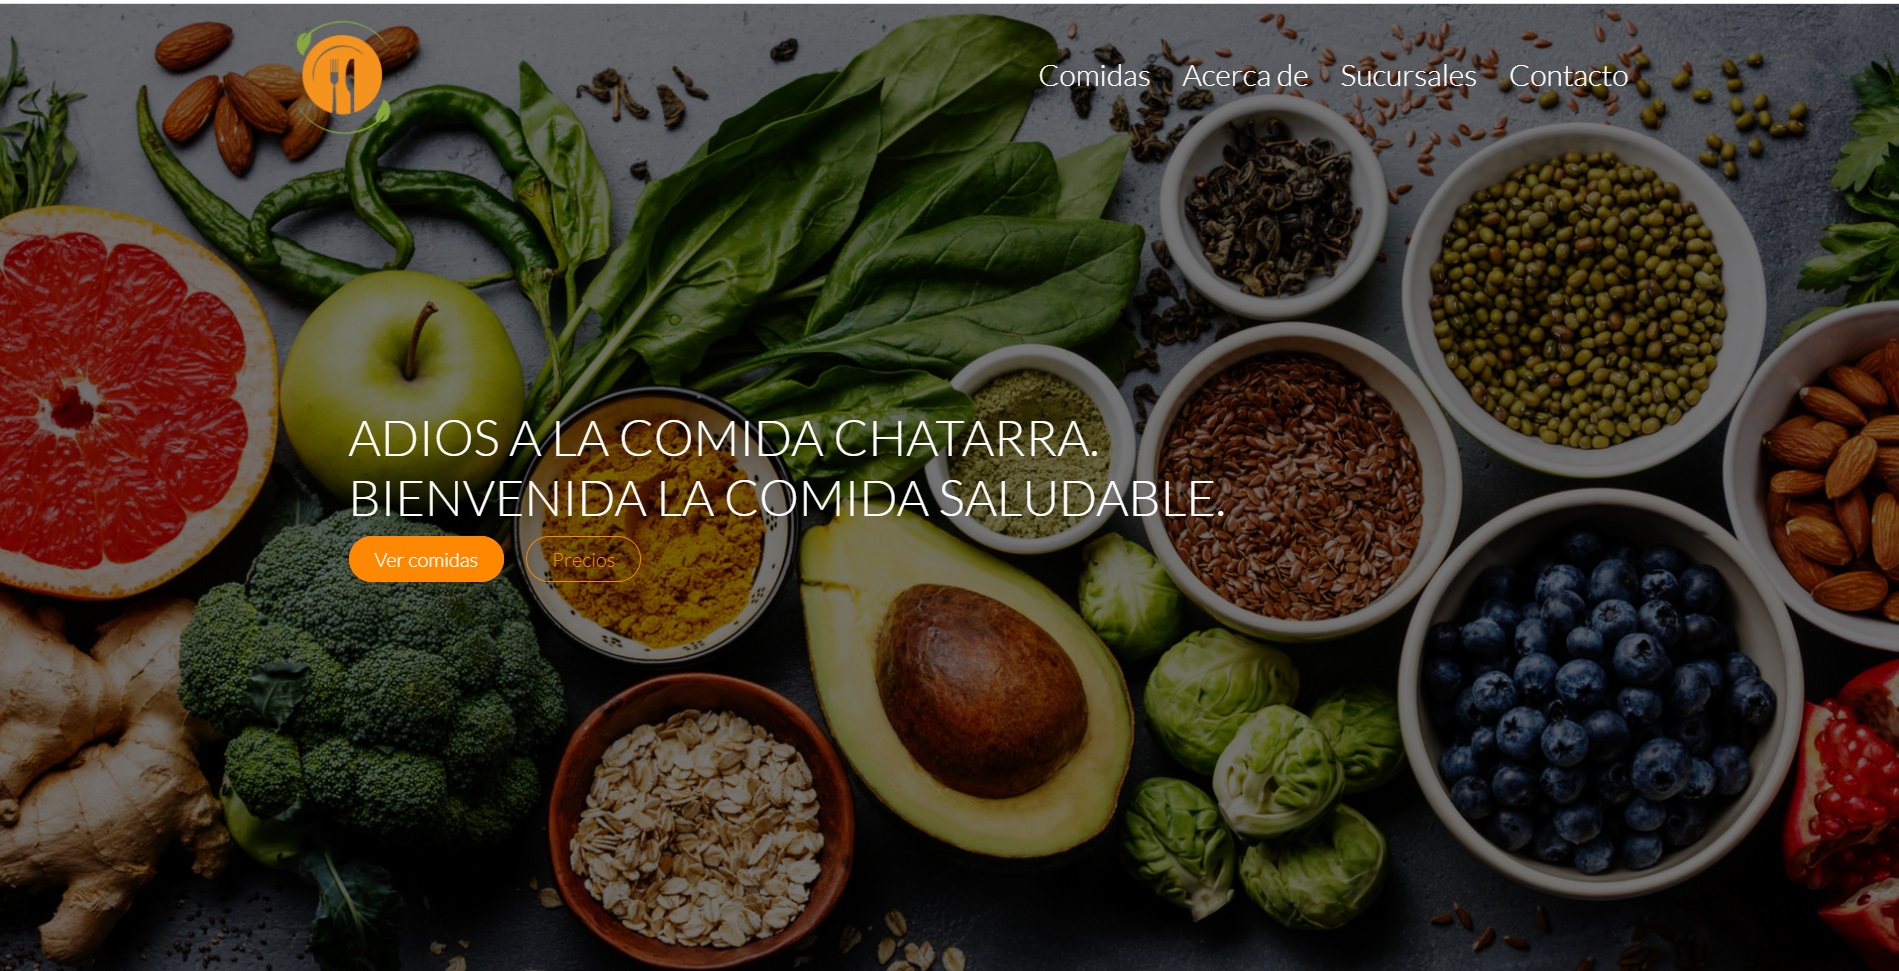 Comidas Acerca de Sucursales Contacto
ADIOS A LA COMIDA CHATARRA.
BIENVENIDA LA COMIDA SALUDABLE.
Ver comidas Precios